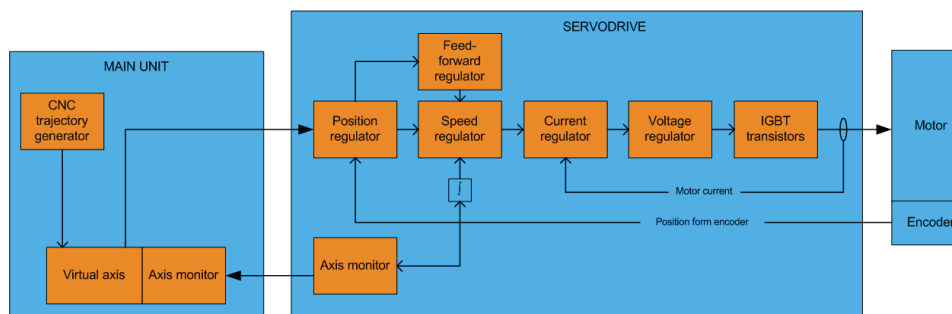 MAIN UNIT
CNC
trajectory
generator
Virtual axis
Axis monitor
SERVODRIVE
Feed-
forward
regulator
Position
regulator
Speed
regulator
Current
regulator
Voltage
regulator
IGBT
transistors
∫
Motor current
Position form encoder
Axis monitor
Motor
Encoder